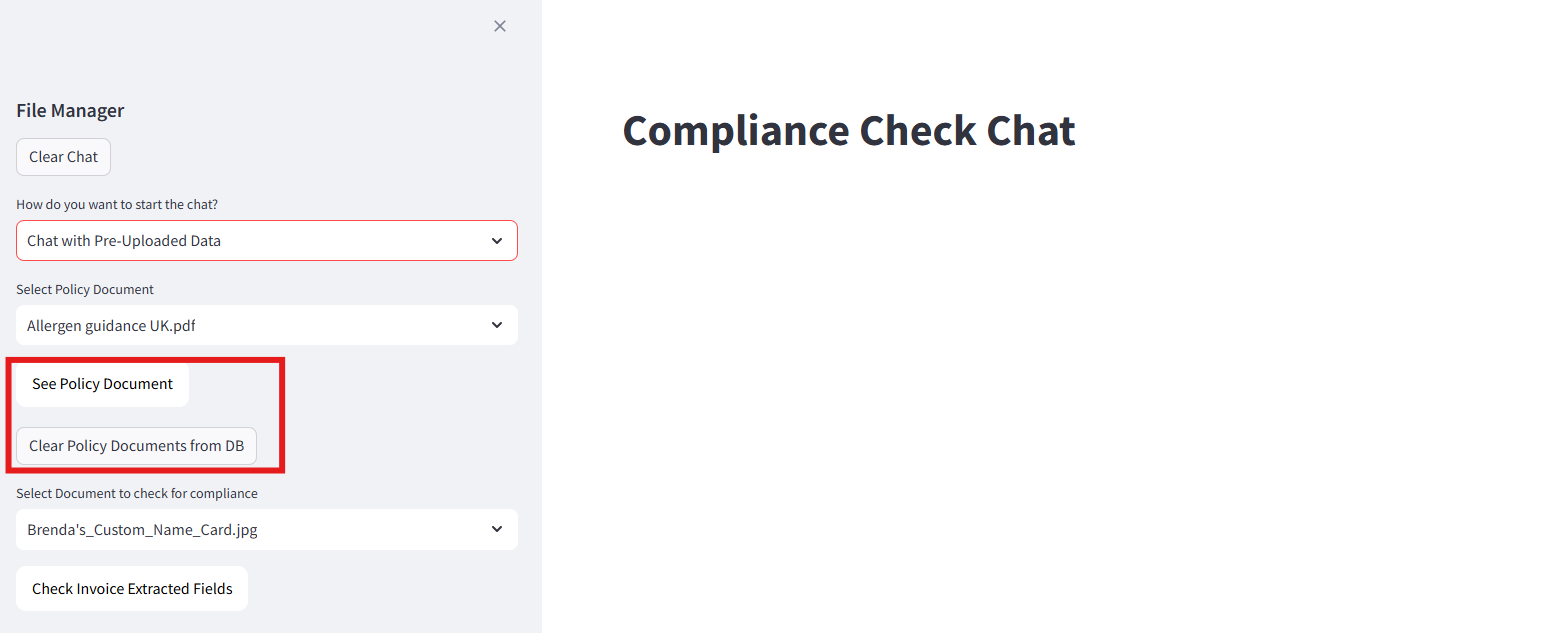 File Manager
Clear Chat
How do you want to start the chat?
Chat with Pre-Uploaded Data
Select Policy Document
Allergen guidance UK.pdf
See Policy Document
Clear Policy Documents from DB
Select Document to check for compliance
Brenda's_Custom_Name_Card.jpg
Check Invoice Extracted Fields
Compliance Check Chat